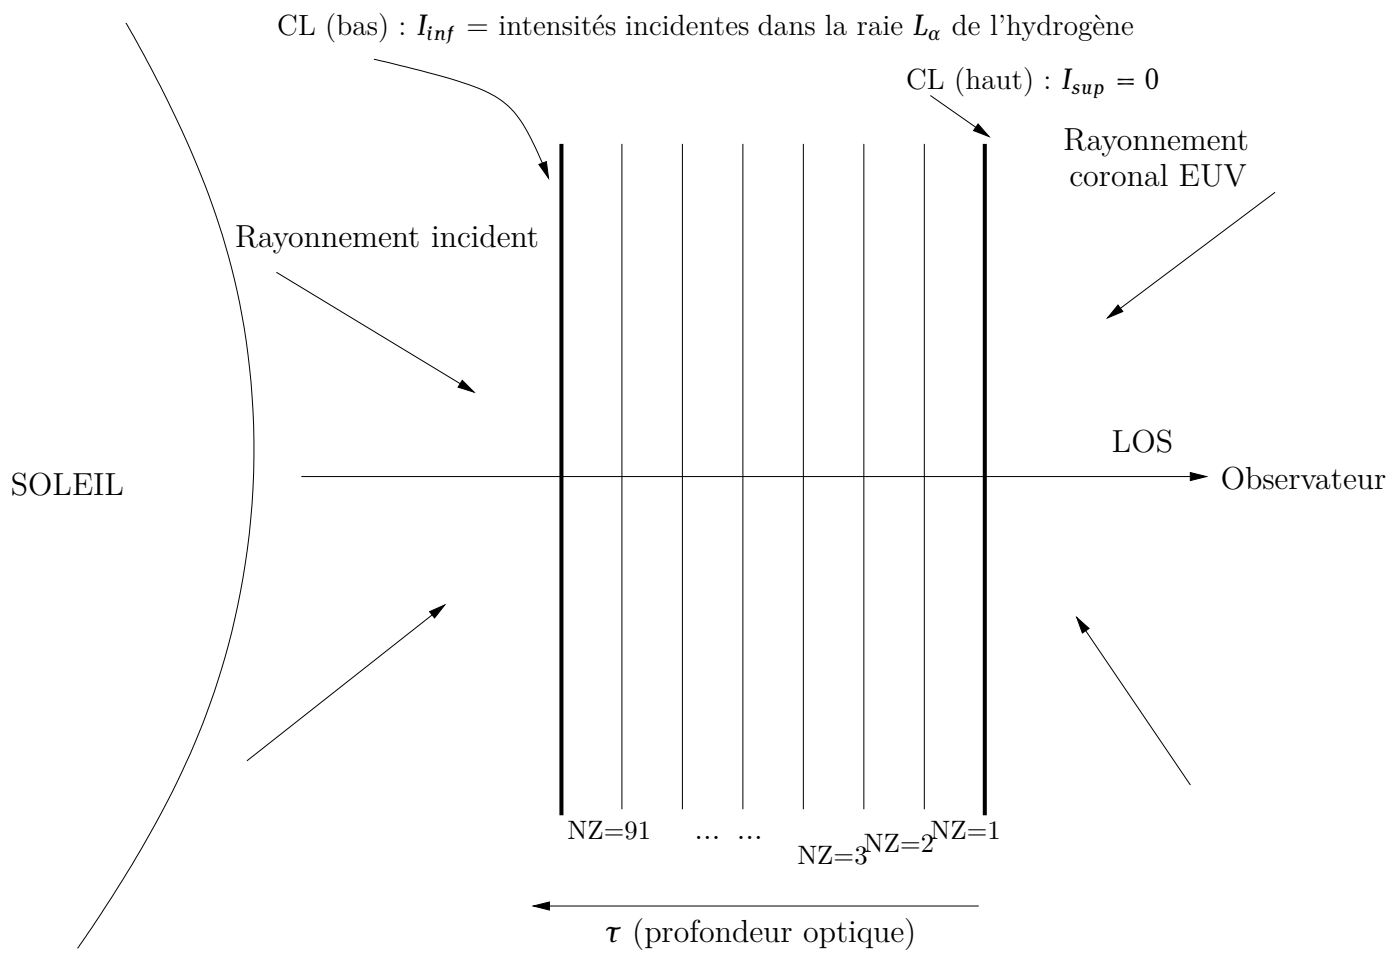 CL (bas) : I_inf = intensités incidentes dans la raie L_α de l'hydrogène
CL (haut) : I_sup = 0
Rayonnement
coronal EUV
Rayonnement incident
LOS
SOLEIL
Observateur
NZ=91
... ...
NZ=3
NZ=2
NZ=1
τ (profondeur optique)